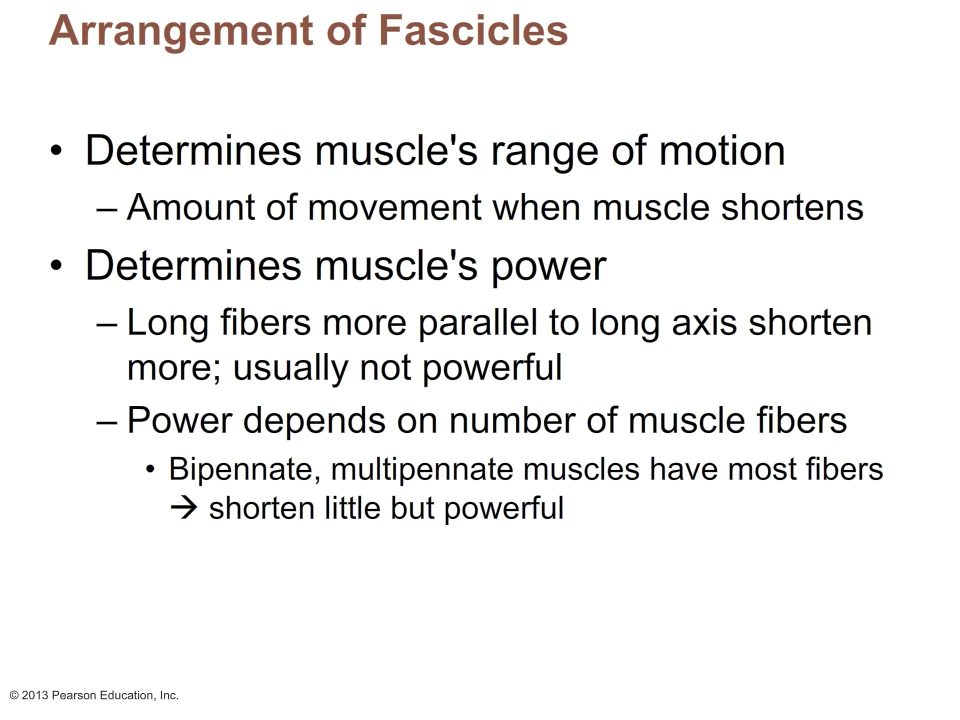 Arrangement of Fascicles
• Determines muscle's range of motion
– Amount of movement when muscle shortens
• Determines muscle's power
– Long fibers more parallel to long axis shorten
more; usually not powerful
– Power depends on number of muscle fibers
• Bipennate, multipennate muscles have most fibers
→ shorten little but powerful
© 2013 Pearson Education, Inc.